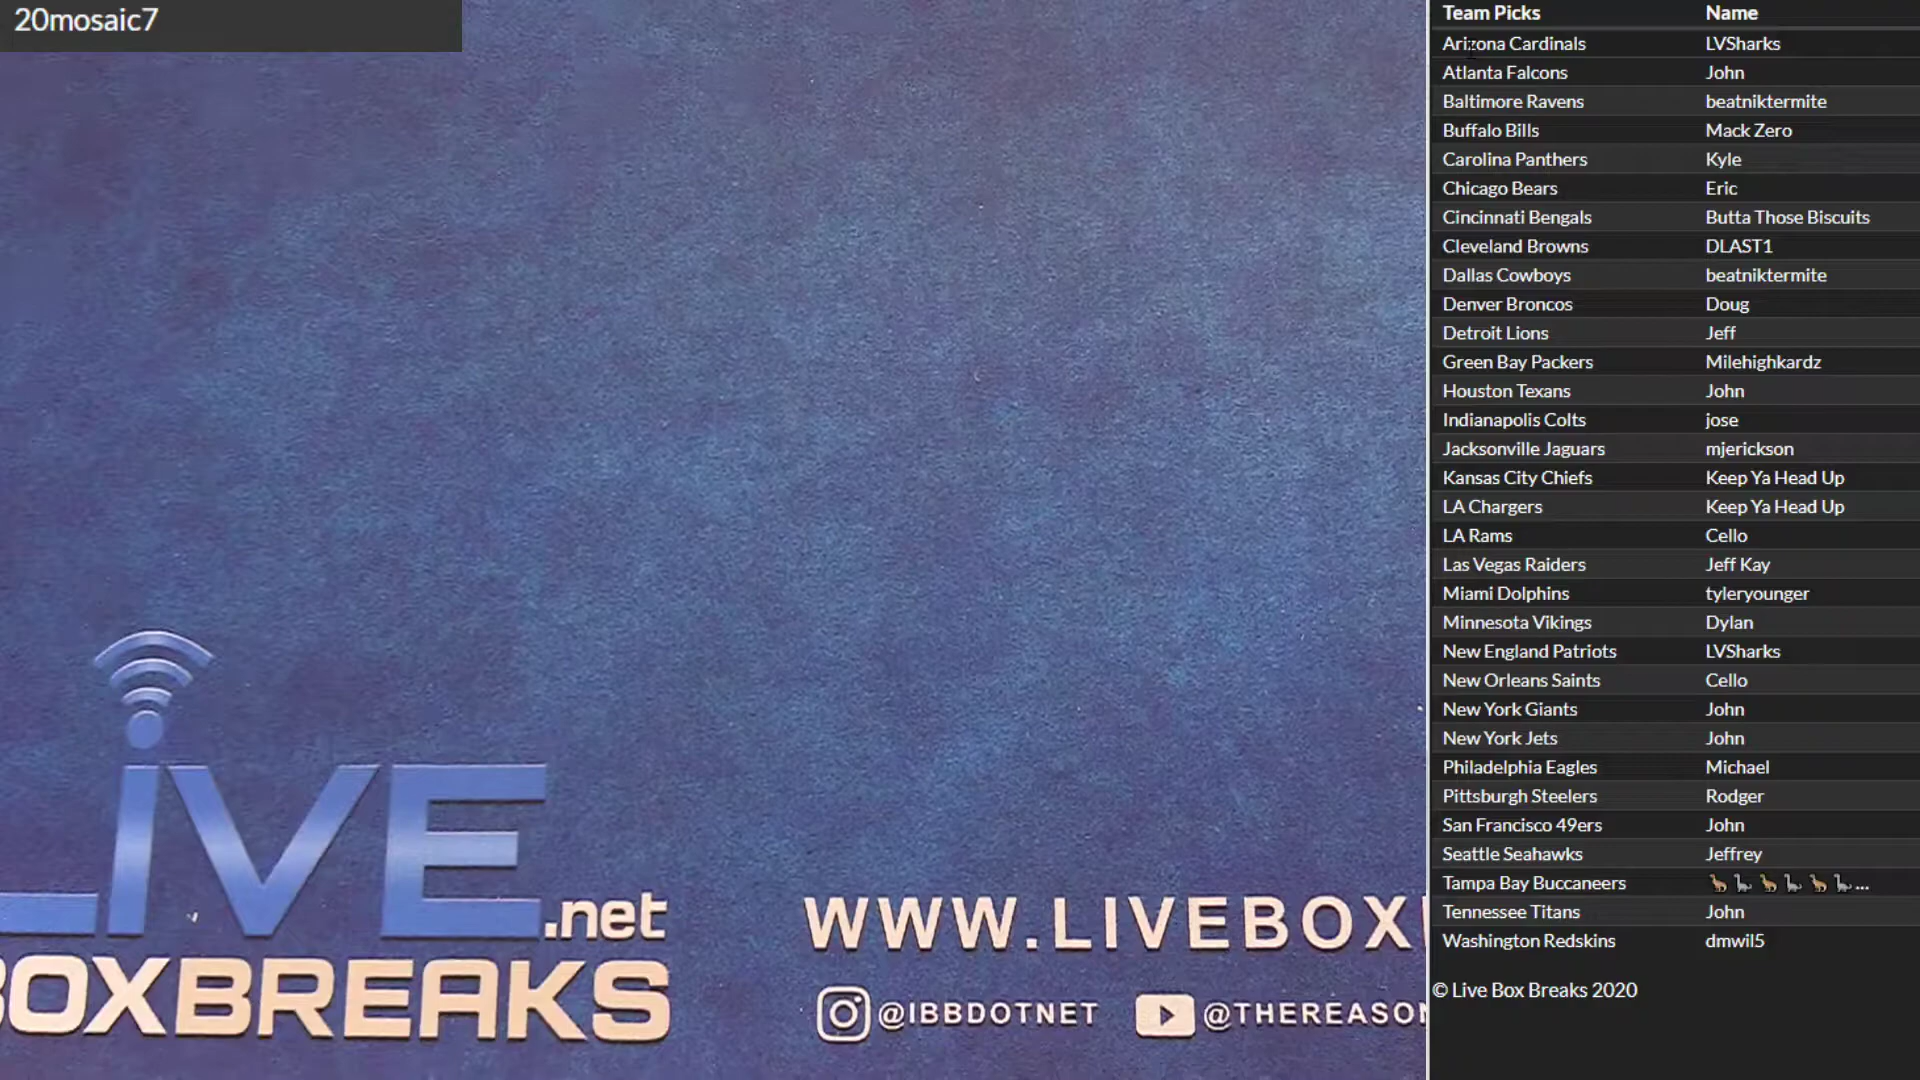 20mosaic7
Team Picks Name
Arizona Cardinals LVSharks
Atlanta Falcons John
Baltimore Ravens beatniktermite
Buffalo Bills Mack Zero
Carolina Panthers Kyle
Chicago Bears Eric
Cincinnati Bengals Butta Those Biscuits
Cleveland Browns DLAST1
Dallas Cowboys beatniktermite
Denver Broncos Doug
Detroit Lions Jeff
Green Bay Packers Milehighkardz
Houston Texans John
Indianapolis Colts jose
Jacksonville Jaguars mjerickson
Kansas City Chiefs Keep Ya Head Up
LA Chargers Keep Ya Head Up
LA Rams Cello
Las Vegas Raiders Jeff Kay
Miami Dolphins tyleryounger
Minnesota Vikings Dylan
New England Patriots LVSharks
New Orleans Saints Cello
New York Giants John
New York Jets John
Philadelphia Eagles Michael
Pittsburgh Steelers Rodger
San Francisco 49ers John
Seattle Seahawks Jeffrey
Tampa Bay Buccaneers 🦒🦕🦒🦕🦒🦕...
Tennessee Titans John
Washington Redskins dmwil5
© Live Box Breaks 2020
LIVE.net
BOXBREAKS
WWW.LIVEBOX
@IBBDOTNET @THEREASON